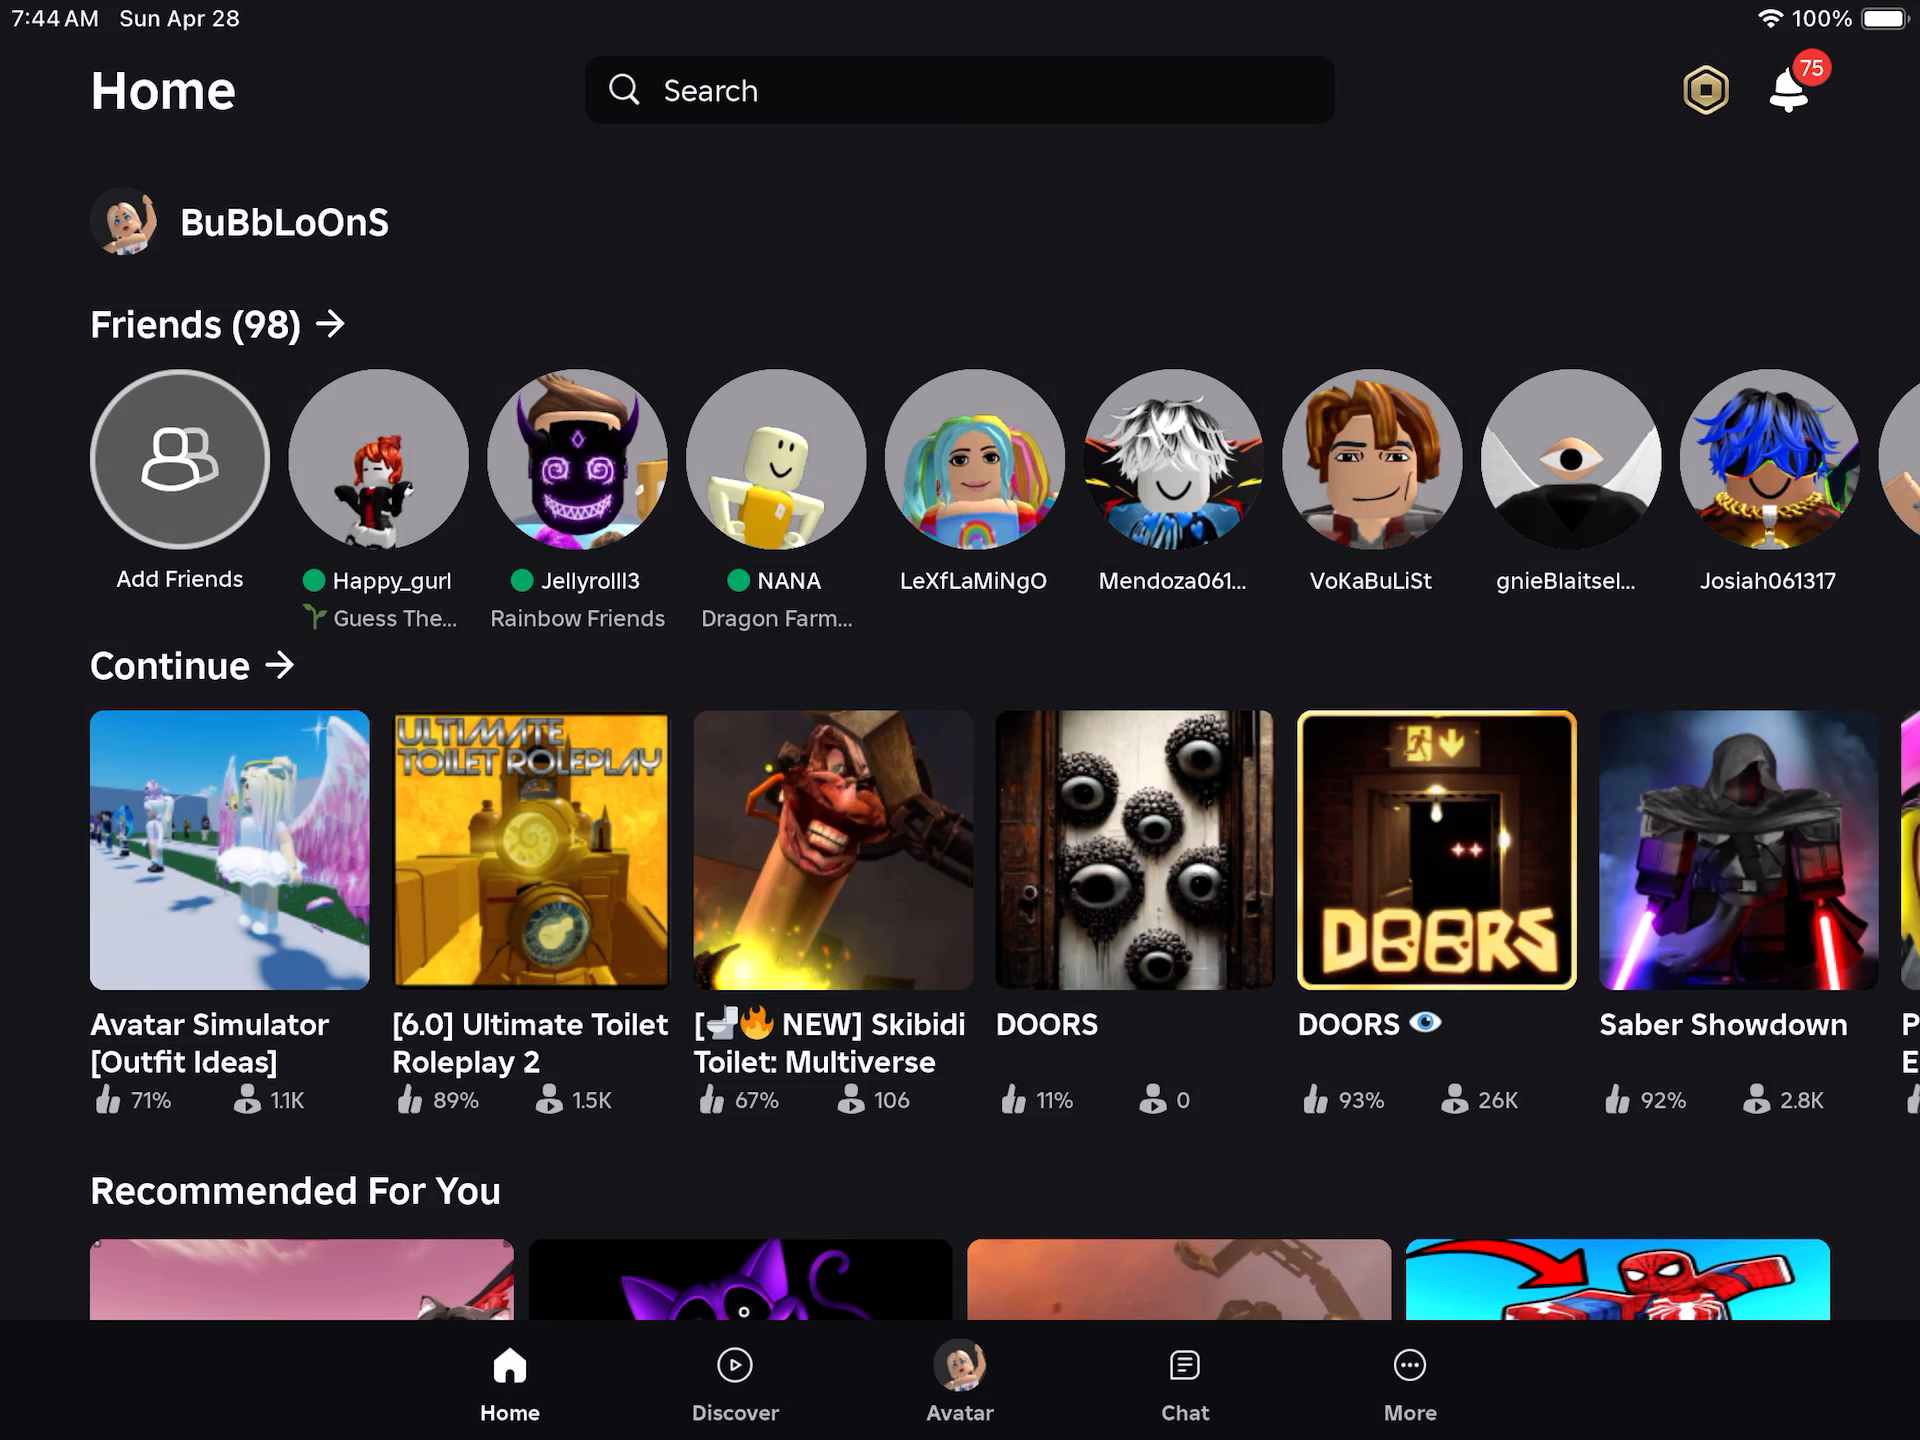 7:44 AM Sun Apr 28
100%
Home
Search
75
BuBbLoOnS
Friends (98) →
Add Friends
Happy_gurl
Guess The...
Jellyrolll3
Rainbow Friends
NANA
Dragon Farm...
LeXfLaMiNgO
Mendoza061...
VoKaBuLiSt
gnieBlaitsel...
Josiah061317
Continue →
ULTIMATE
TOILET ROLEPLAY
DOORS
Avatar Simulator
[Outfit Ideas]
71% 1.1K
[6.0] Ultimate Toilet
Roleplay 2
89% 1.5K
[🚽🔥 NEW] Skibidi
Toilet: Multiverse
67% 106
DOORS
11% 0
DOORS 👁️
93% 26K
Saber Showdown
92% 2.8K
P
E
Recommended For You
Home
Discover
Avatar
Chat
More